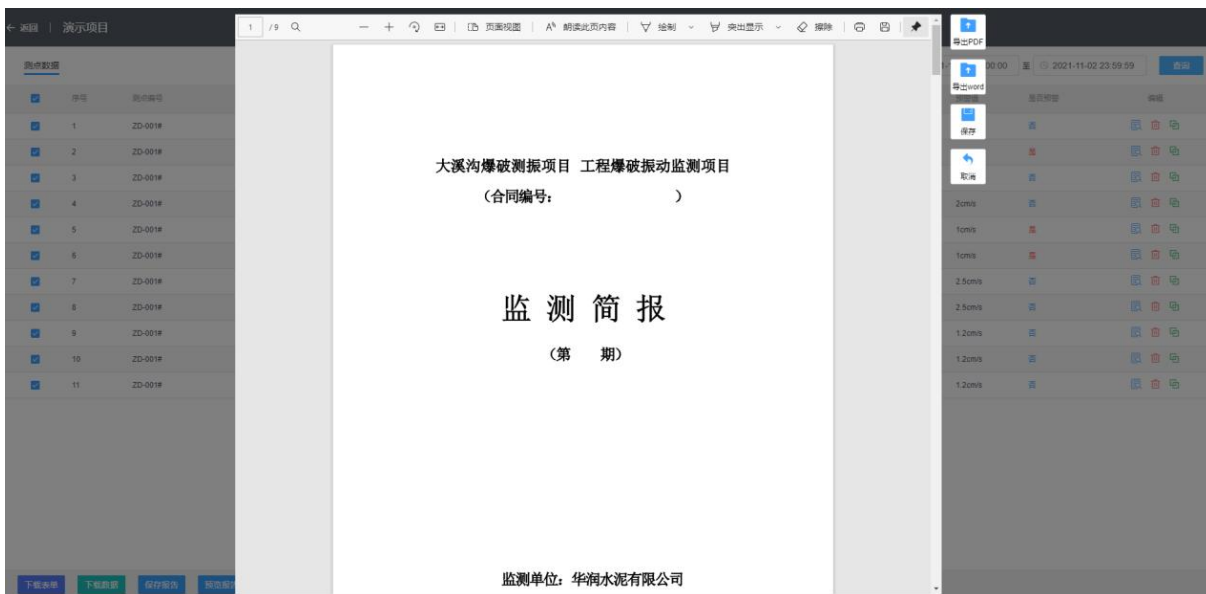 ← 返回 | 演示项目
1 / 9 页面视图 A 朗读此页内容 绘制 突出显示 擦除
导出PDF
测点数据 00:00 至 2021-11-02 23:59:59 查询
导出word
序号 测点编号 是否预警 编辑
保存
1 ZD-001# 否
2 ZD-001# 是
取消
3 ZD-001# 否
4 ZD-001# 2cm/s 否
5 ZD-001# 1cm/s 是
6 ZD-001# 1cm/s 是
7 ZD-001# 2.5cm/s 否
8 ZD-001# 2.5cm/s 否
9 ZD-001# 1.2cm/s 否
10 ZD-001# 1.2cm/s 否
11 ZD-001# 1.2cm/s 否
大溪沟爆破测振项目 工程爆破振动监测项目
（合同编号： ）
监 测 简 报
（第 期）
监测单位：华润水泥有限公司
下载表单 下载数据 保存报告 预览报告